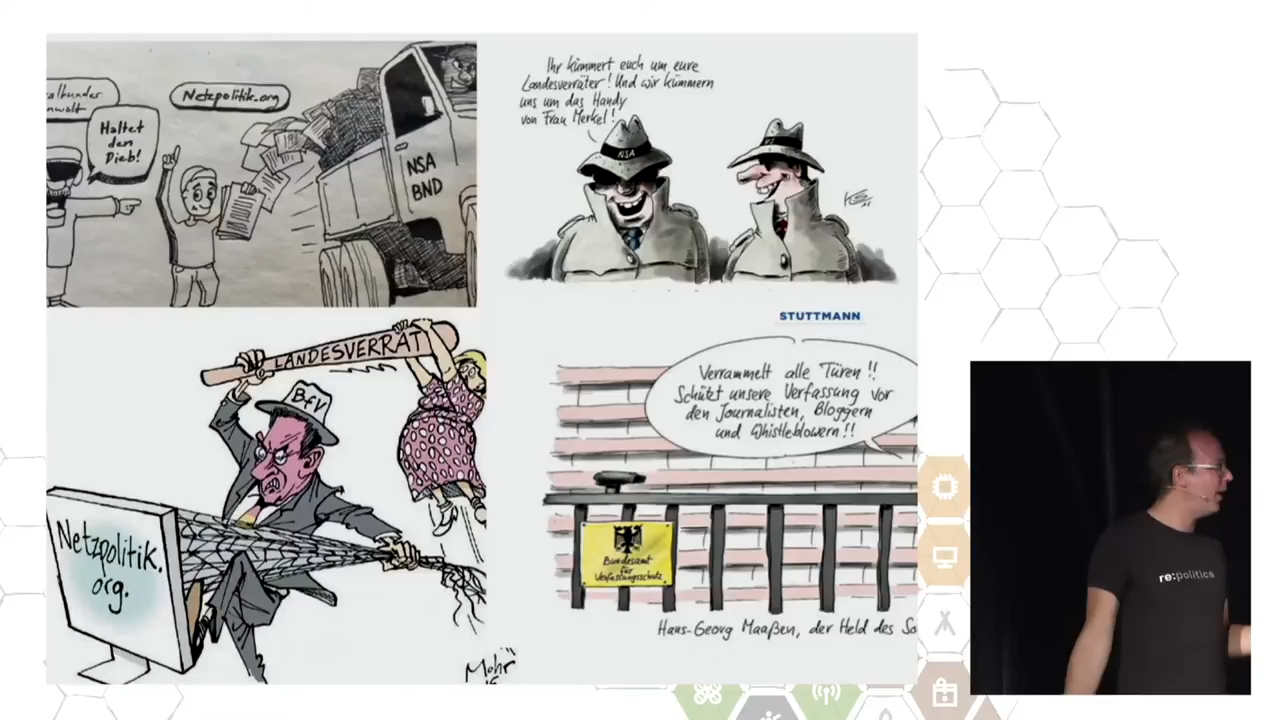 Netzpolitik.org
Haltet
den
Dieb!
NSA
BND
Ihr kümmert euch um eure
Landesverräter! Und wir kümmern
uns um das Handy
von Frau Merkel!
NSA
LANDESVERRAT
BfV
Netzpolitik.
org.
Mohr
STUTTMANN
Verrammelt alle Türen!!
Schützt unsere Verfassung vor
den Journalisten, Bloggern
und Whistleblowern!!
Bundesamt
für
Verfassungsschutz
Hans-Georg Maaßen, der Held des
re:politics